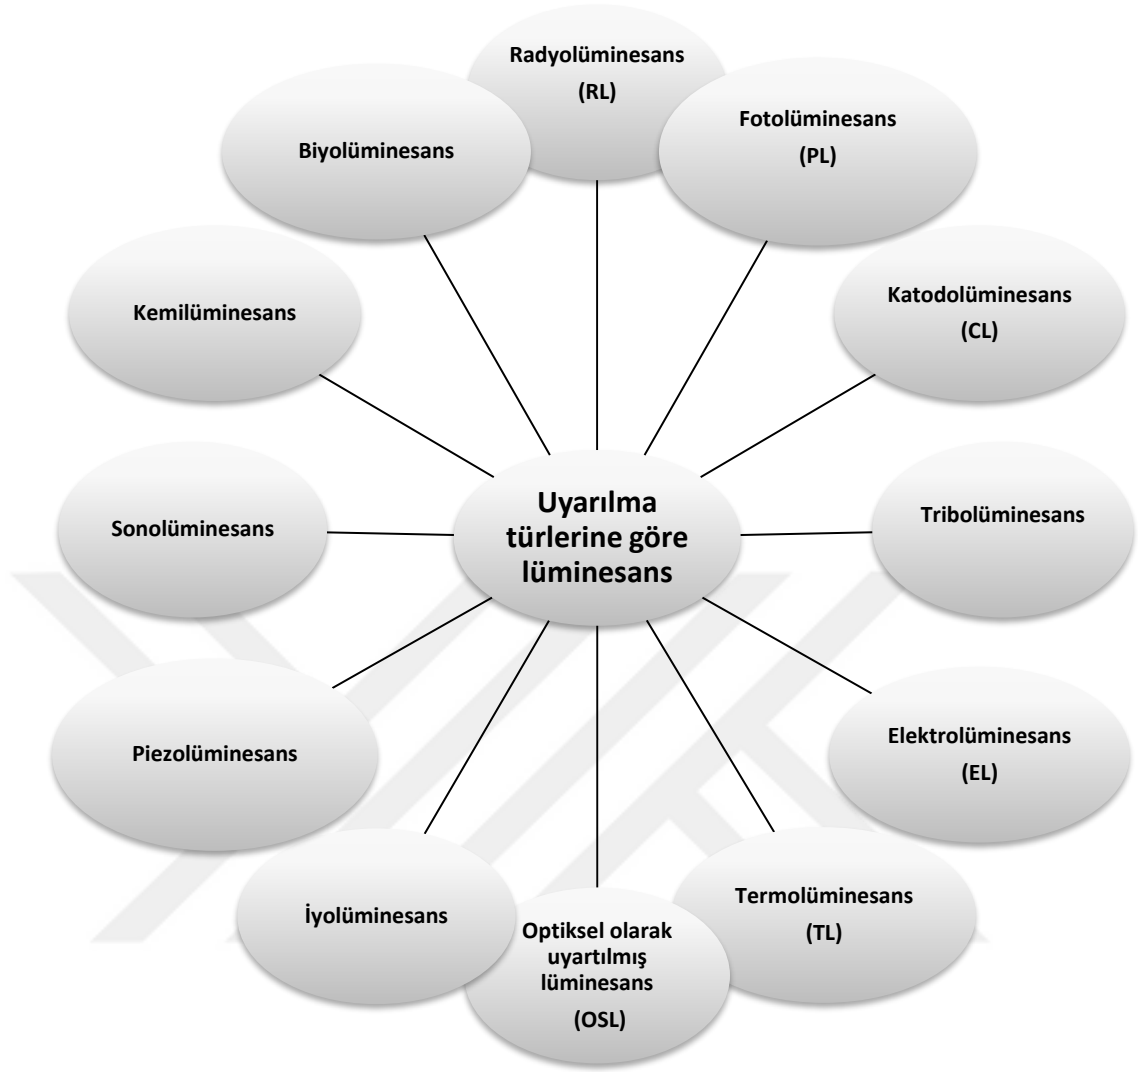 Radyolüminesans
(RL)
Fotolüminesans
(PL)
Katodolüminesans
(CL)
Tribolüminesans
Elektrolüminesans
(EL)
Termolüminesans
(TL)
Optiksel olarak
uyartılmış
lüminesans
(OSL)
İyolüminesans
Piezolüminesans
Sonolüminesans
Kemilüminesans
Biyolüminesans
Uyarılma
türlerine göre
lüminesans